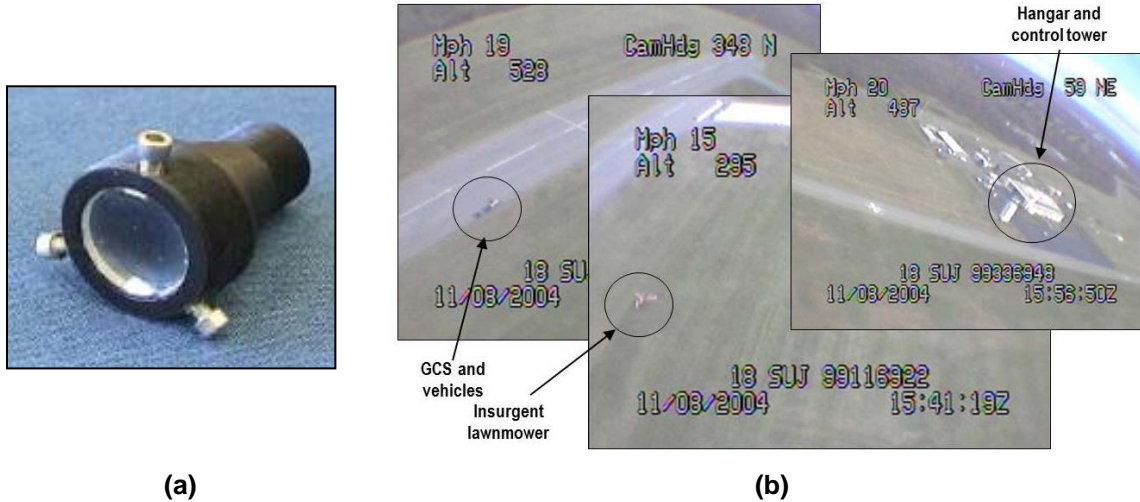 Mph 19 CamHdg 348 N
Alt 528
18 SU
11/08/2004
Mph 15
Alt 295
18 SUJ 99116922
11/08/2004 15:41:19Z
Hangar and
control tower
Mph 20 CamHdg 59 NE
Alt 487
18 SUJ 99336948
11/08/2004 15:56:50Z
GCS and
vehicles
Insurgent
lawnmower
(a) (b)